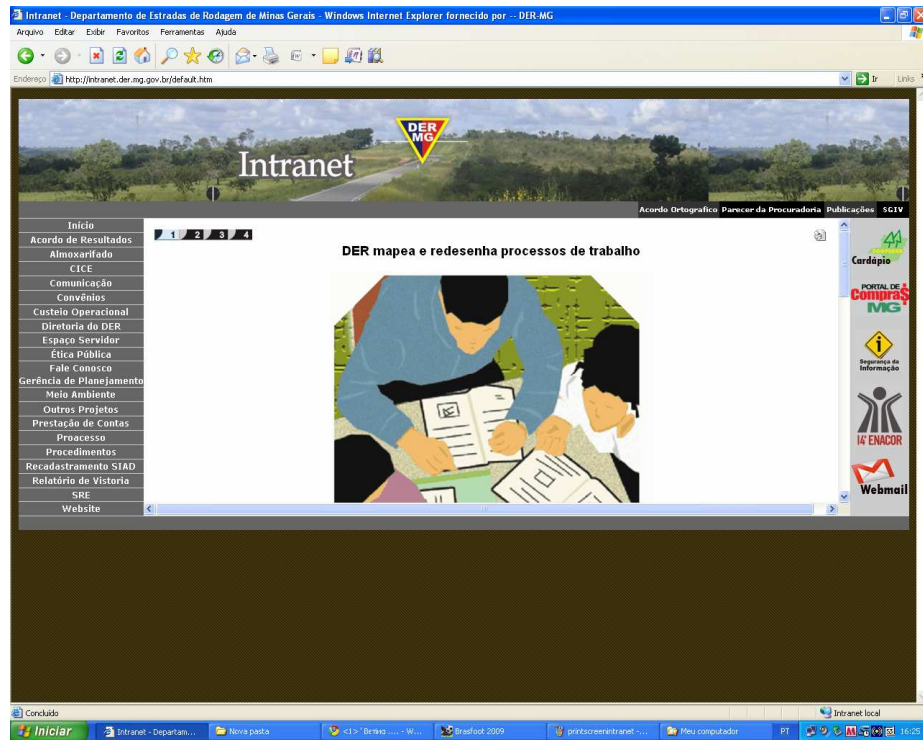 Intranet - Departamento de Estradas de Rodagem de Minas Gerais - Windows Internet Explorer fornecido por -- DER-MG
Arquivo Editar Exibir Favoritos Ferramentas Ajuda
Endereço http://intranet.der.mg.gov.br/default.htm Ir Links
DER
MG
Intranet
Acordo Ortografico Parecer da Procuradoria Publicações SGIV
Início
Acordo de Resultados
Almoxarifado
CICE
Comunicação
Convênios
Custeio Operacional
Diretoria do DER
Espaço Servidor
Ética Pública
Fale Conosco
Gerência de Planejamento
Meio Ambiente
Outros Projetos
Prestação de Contas
Proacesso
Procedimentos
Recadastramento SIAD
Relatório de Vistoria
SRE
Website
1 2 3 4
DER mapea e redesenha processos de trabalho
Cardápio
PORTAL DE
Compra$
MG
Segurança da
Informação
14º ENACOR
Webmail
Concluído Intranet local
Iniciar Intranet - Departam... Nova pasta - W... Brasfoot 2009 printscreenintranet -... Meu computador PT 16:25